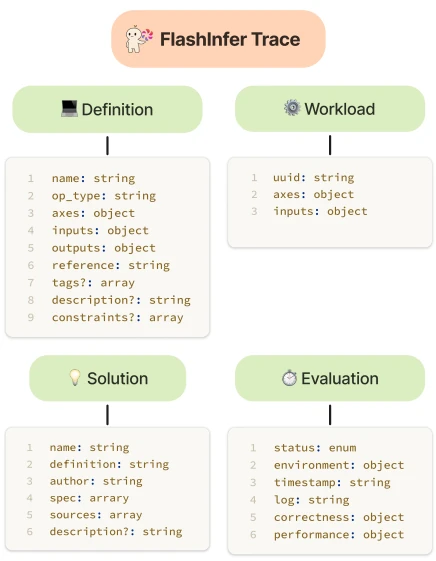 FlashInfer Trace
Definition
1 name: string
2 op_type: string
3 axes: object
4 inputs: object
5 outputs: object
6 reference: string
7 tags?: array
8 description?: string
9 constraints?: array
Workload
1 uuid: string
2 axes: object
3 inputs: object
Solution
1 name: string
2 definition: string
3 author: string
4 spec: arrary
5 sources: array
6 description?: string
Evaluation
1 status: enum
2 environment: object
3 timestamp: string
4 log: string
5 correctness: object
6 performance: object